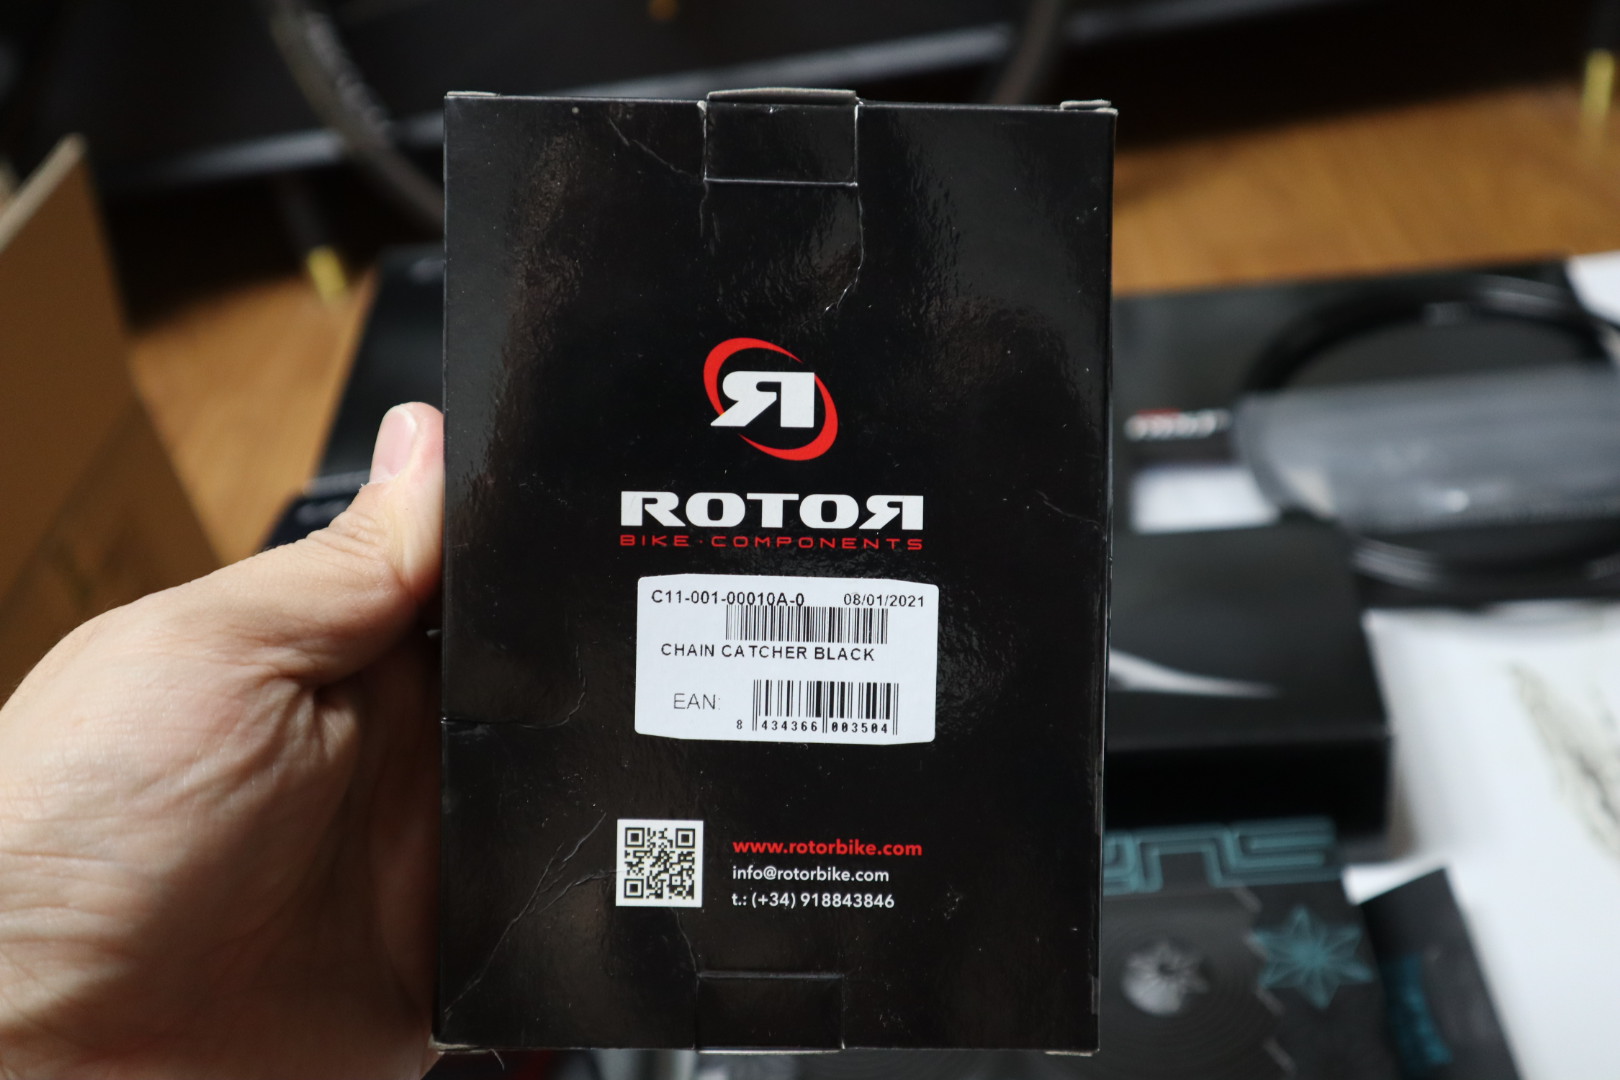 ROTOR
BIKE·COMPONENTS
C11-001-00010A-0 08/01/2021
CHAIN CATCHER BLACK
EAN:
8 434366 003504
www.rotorbike.com
info@rotorbike.com
t.: (+34) 918843846